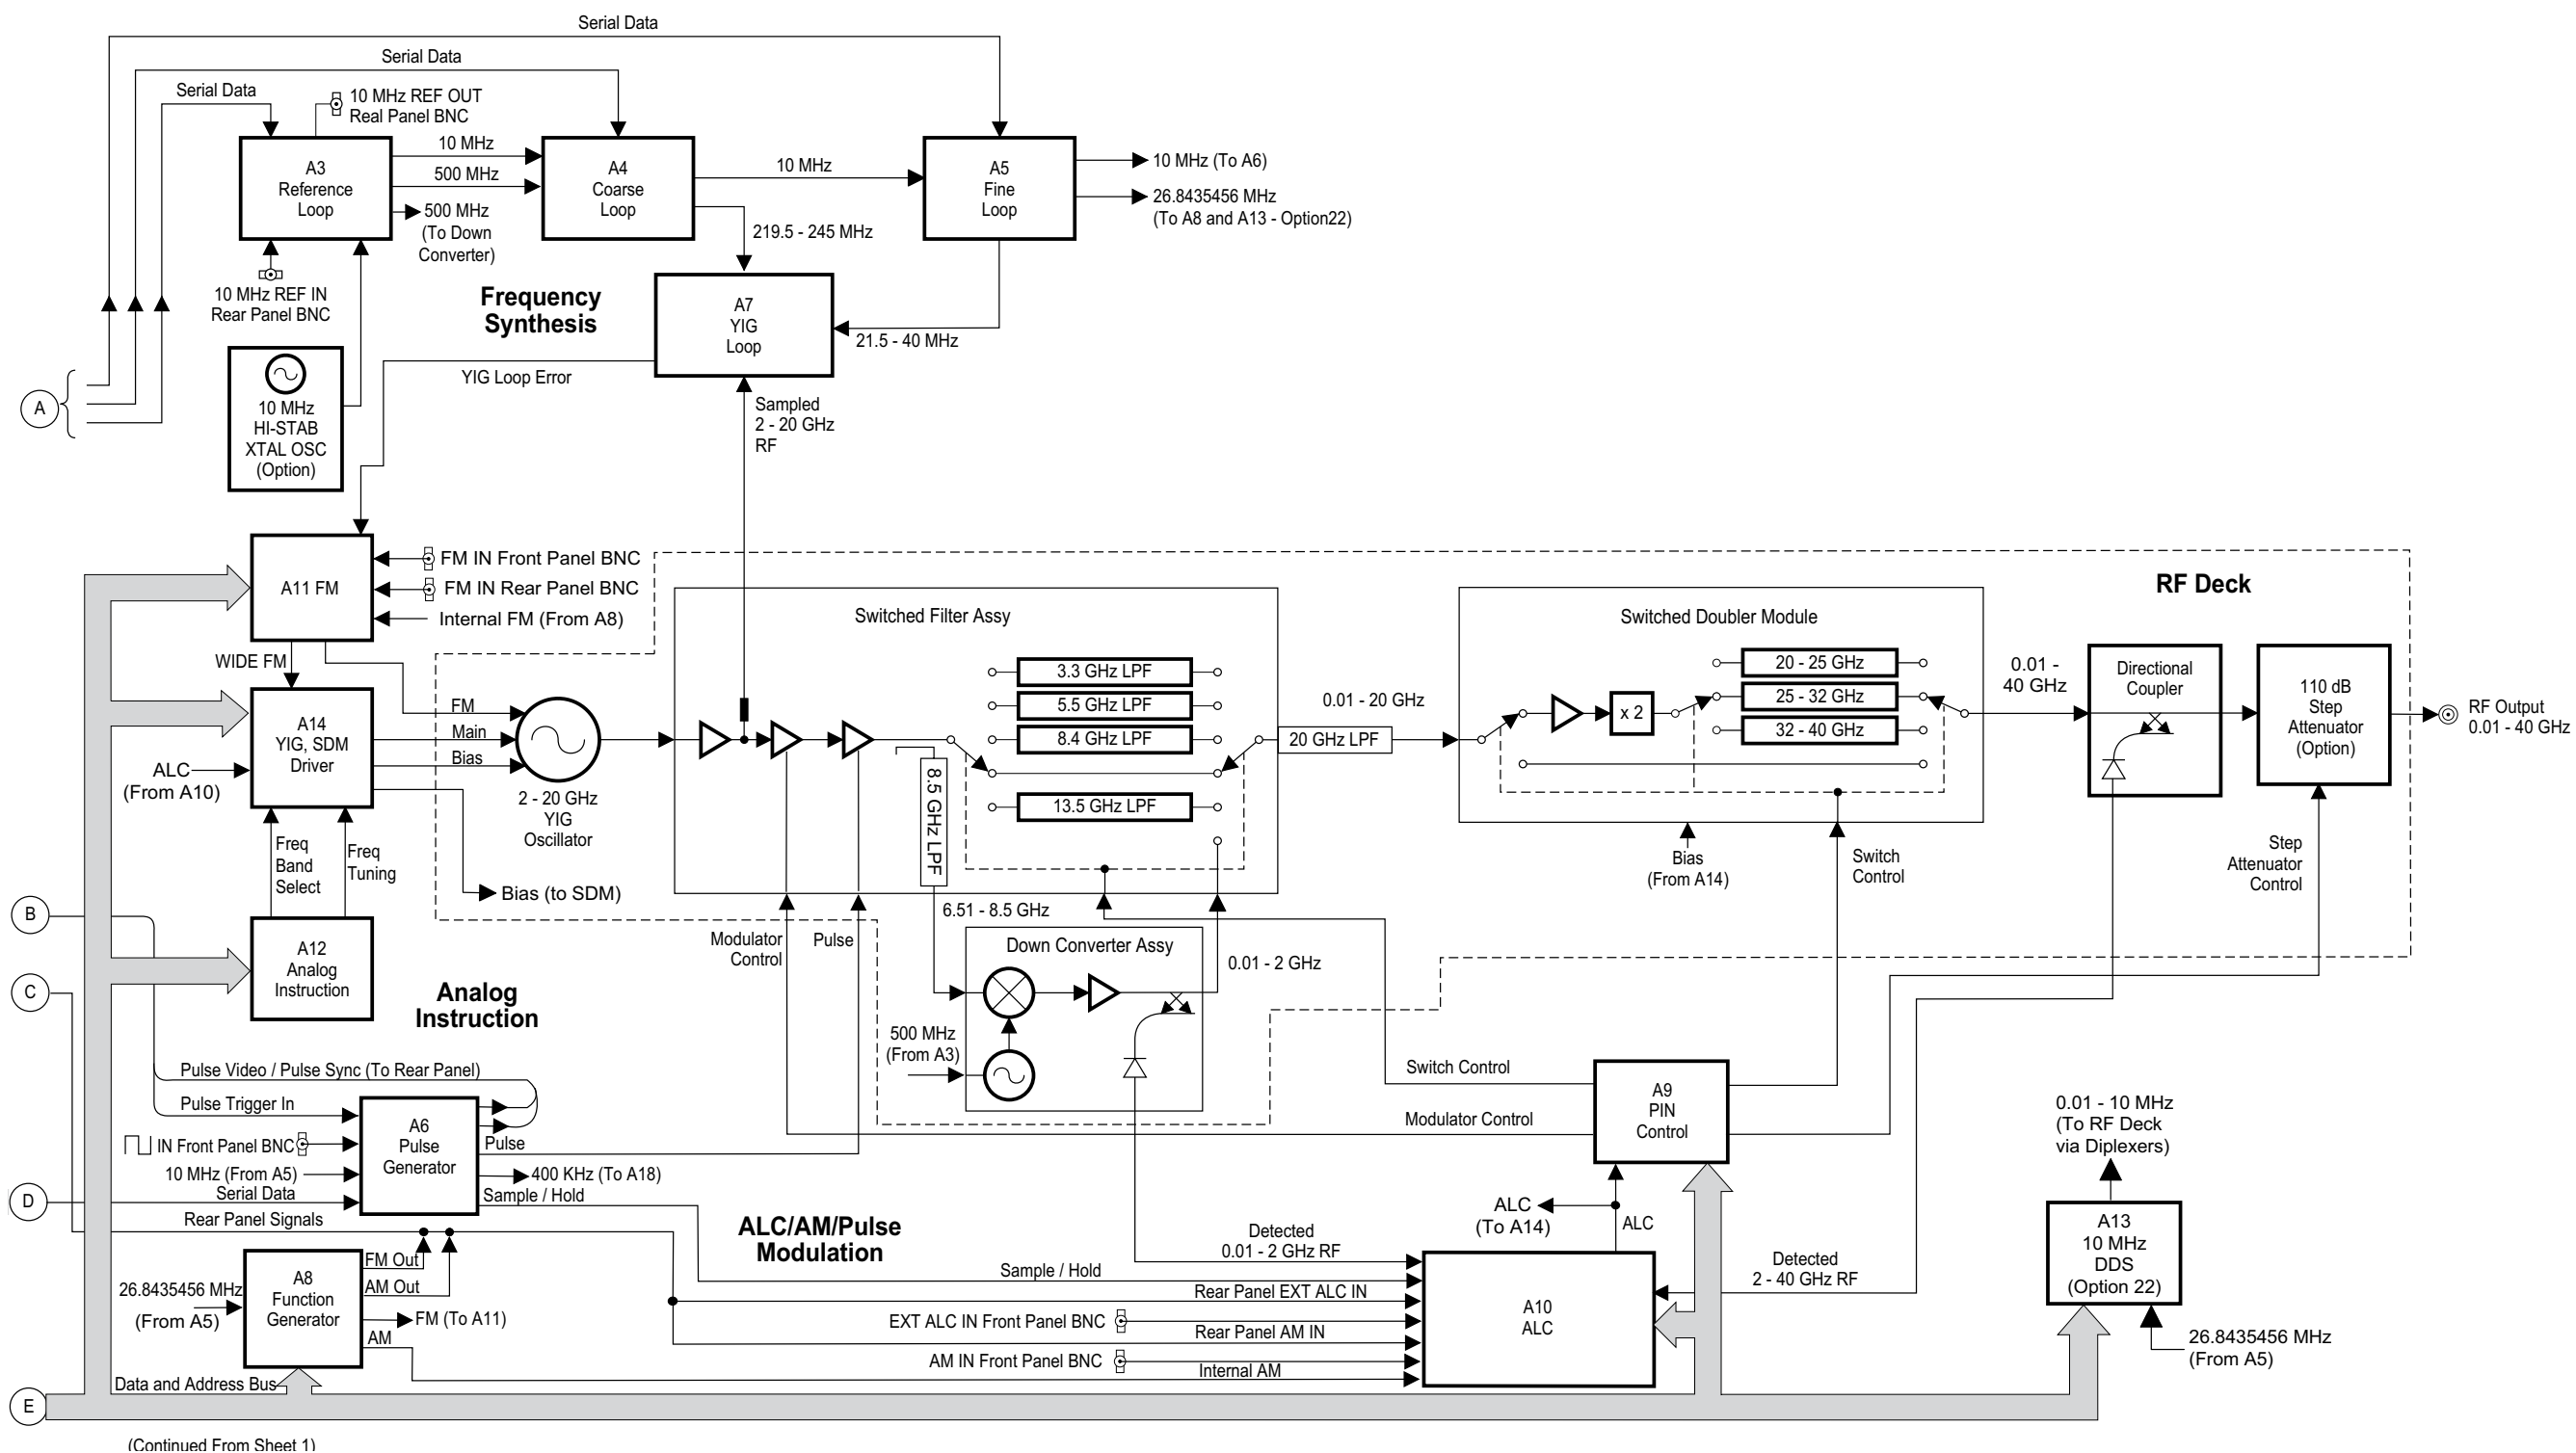 Serial Data
Serial Data
Serial Data
10 MHz REF OUT
Real Panel BNC
A3
Reference
Loop
10 MHz
500 MHz
500 MHz
(To Down
Converter)
A4
Coarse
Loop
10 MHz
A5
Fine
Loop
10 MHz (To A6)
26.8435456 MHz
(To A8 and A13 - Option22)
219.5 - 245 MHz
10 MHz REF IN
Rear Panel BNC
Frequency
Synthesis
A7
YIG
Loop
21.5 - 40 MHz
YIG Loop Error
A
10 MHz
HI-STAB
XTAL OSC
(Option)
Sampled
2 - 20 GHz
RF
A11 FM
FM IN Front Panel BNC
FM IN Rear Panel BNC
Internal FM (From A8)
WIDE FM
A14
YIG, SDM
Driver
ALC
(From A10)
FM
Main
Bias
2 - 20 GHz
YIG
Oscillator
Freq
Band
Select
Freq
Tuning
Bias (to SDM)
Switched Filter Assy
3.3 GHz LPF
5.5 GHz LPF
8.4 GHz LPF
13.5 GHz LPF
8.5 GHz LPF
0.01 - 20 GHz
20 GHz LPF
Switched Doubler Module
x 2
20 - 25 GHz
25 - 32 GHz
32 - 40 GHz
RF Deck
0.01 -
40 GHz
Directional
Coupler
110 dB
Step
Attenuator
(Option)
RF Output
0.01 - 40 GHz
Bias
(From A14)
Switch
Control
Step
Attenuator
Control
B
C
A12
Analog
Instruction
Analog
Instruction
Modulator
Control
Pulse
6.51 - 8.5 GHz
Down Converter Assy
0.01 - 2 GHz
500 MHz
(From A3)
Pulse Video / Pulse Sync (To Rear Panel)
Pulse Trigger In
IN Front Panel BNC
10 MHz (From A5)
Serial Data
D
A6
Pulse
Generator
Pulse
400 KHz (To A18)
Sample / Hold
Rear Panel Signals
Switch Control
Modulator Control
A9
PIN
Control
0.01 - 10 MHz
(To RF Deck
via Diplexers)
ALC/AM/Pulse
Modulation
ALC
(To A14)
ALC
A8
Function
Generator
26.8435456 MHz
(From A5)
FM Out
AM Out
FM (To A11)
AM
Detected
0.01 - 2 GHz RF
Sample / Hold
Rear Panel EXT ALC IN
EXT ALC IN Front Panel BNC
Rear Panel AM IN
AM IN Front Panel BNC
Internal AM
A10
ALC
Detected
2 - 40 GHz RF
A13
10 MHz
DDS
(Option 22)
26.8435456 MHz
(From A5)
Data and Address Bus
E
(Continued From Sheet 1)